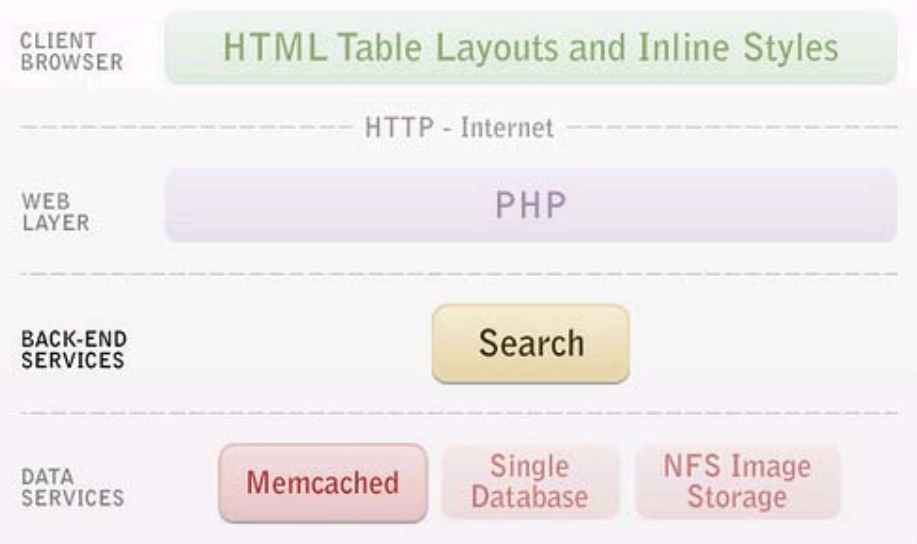 CLIENT
BROWSER
HTML Table Layouts and Inline Styles
HTTP - Internet
WEB
LAYER
PHP
BACK-END
SERVICES
Search
DATA
SERVICES
Memcached
Single
Database
NFS Image
Storage